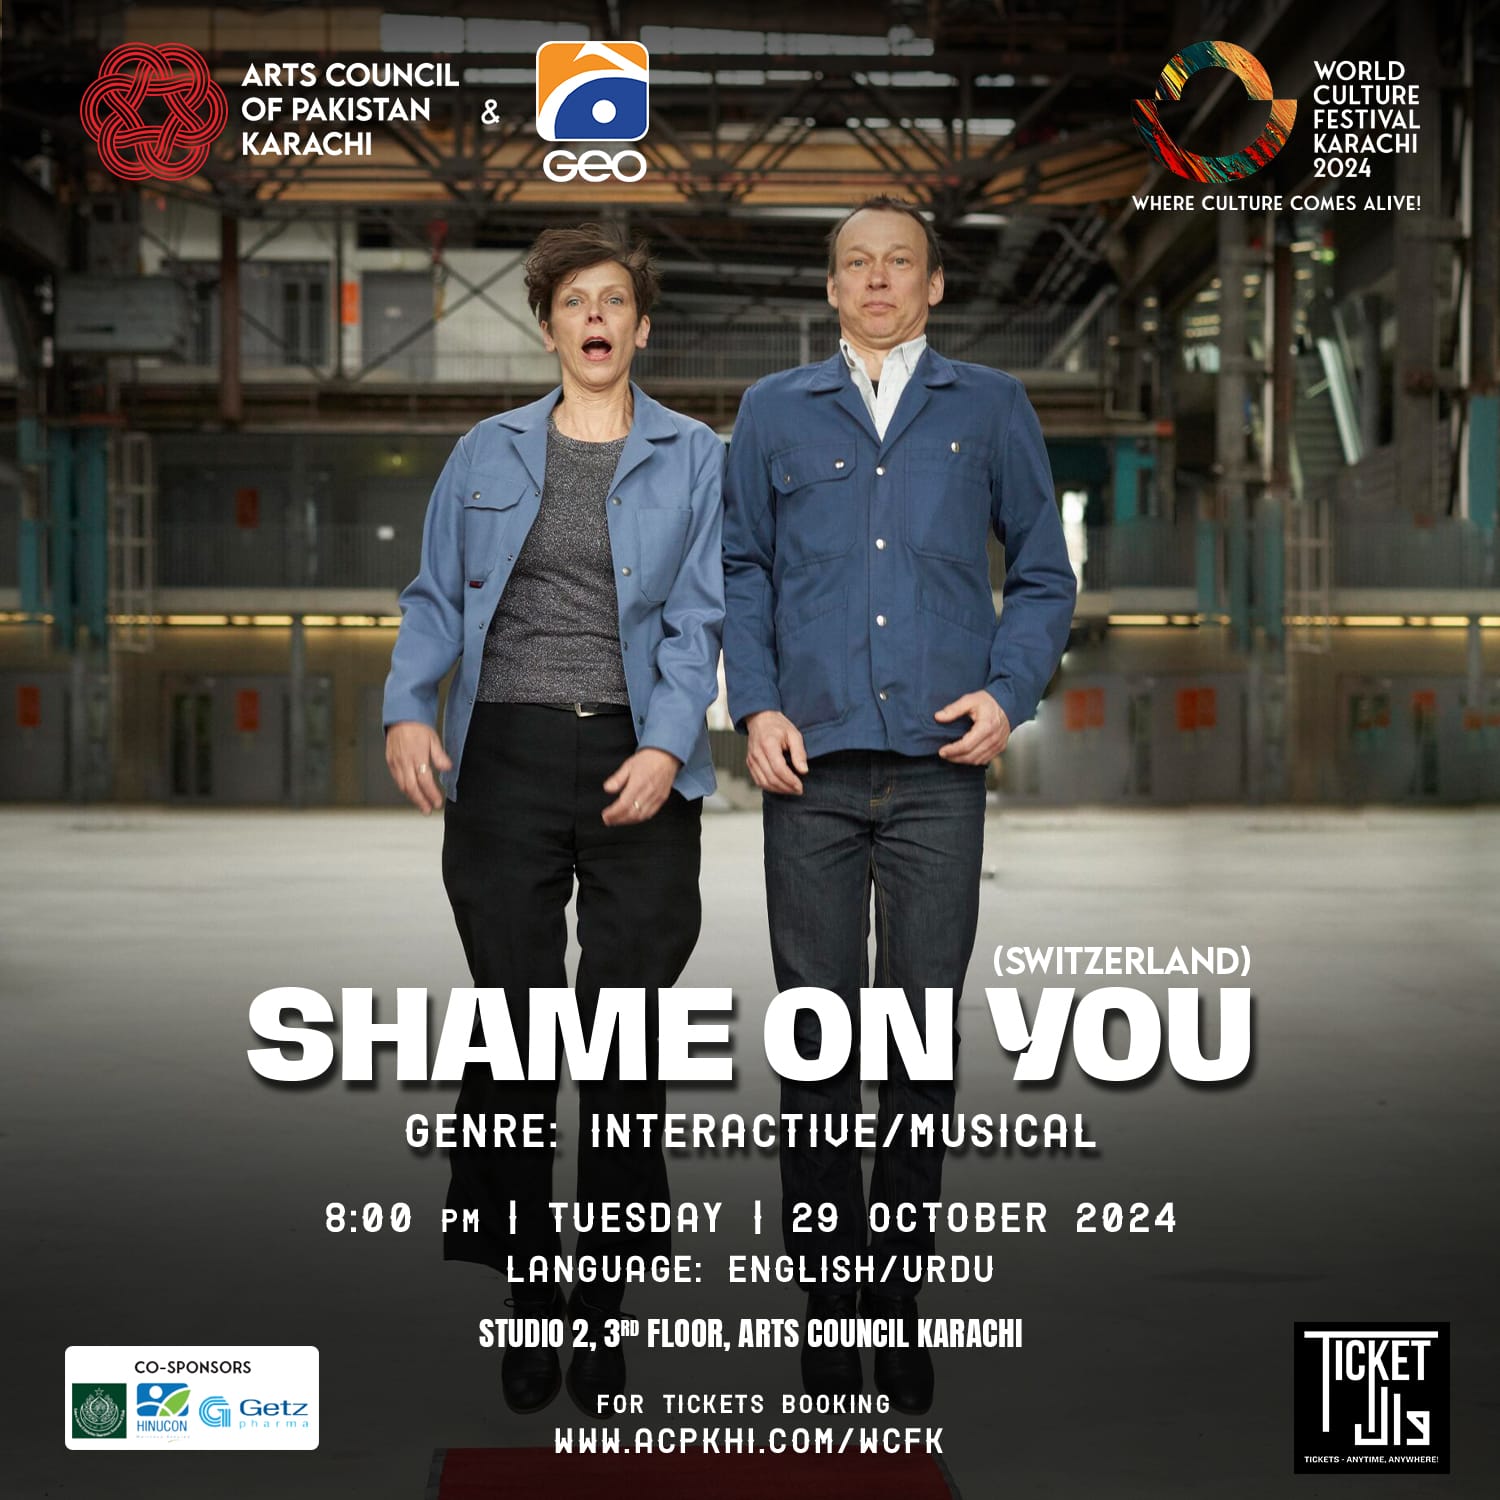 ARTS COUNCIL
OF PAKISTAN
KARACHI
&
GEO
WORLD
CULTURE
FESTIVAL
KARACHI
2024
WHERE CULTURE COMES ALIVE!
(SWITZERLAND)
SHAME ON YOU
GENRE: INTERACTIVE/MUSICAL
8:00 PM | TUESDAY | 29 OCTOBER 2024
LANGUAGE: ENGLISH/URDU
STUDIO 2, 3RD FLOOR, ARTS COUNCIL KARACHI
FOR TICKETS BOOKING
WWW.ACPKHI.COM/WCFK
CO-SPONSORS
HINUCON
Getz
pharma
TICKET
والا
TICKETS - ANYTIME, ANYWHERE!